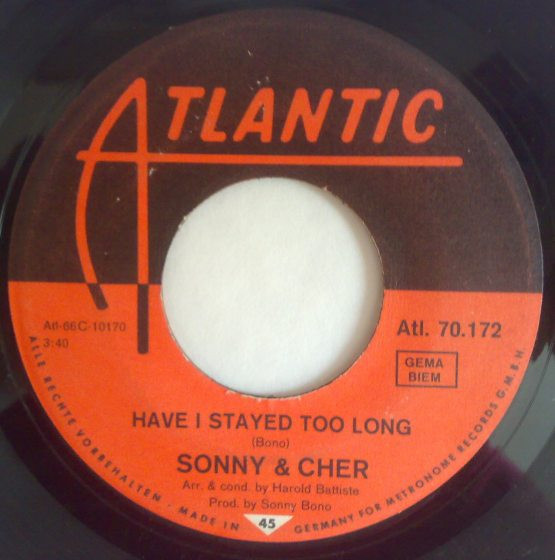 ATLANTIC
Atl-66C-10170
3:40
Atl. 70.172
GEMA
BIEM
HAVE I STAYED TOO LONG
(Bono)
SONNY & CHER
Arr. & cond. by Harold Battiste
Prod. by Sonny Bono
ALLE RECHTE VORBEHALTEN - MADE IN 45 GERMANY FOR METRONOME RECORDS G.M.B.H